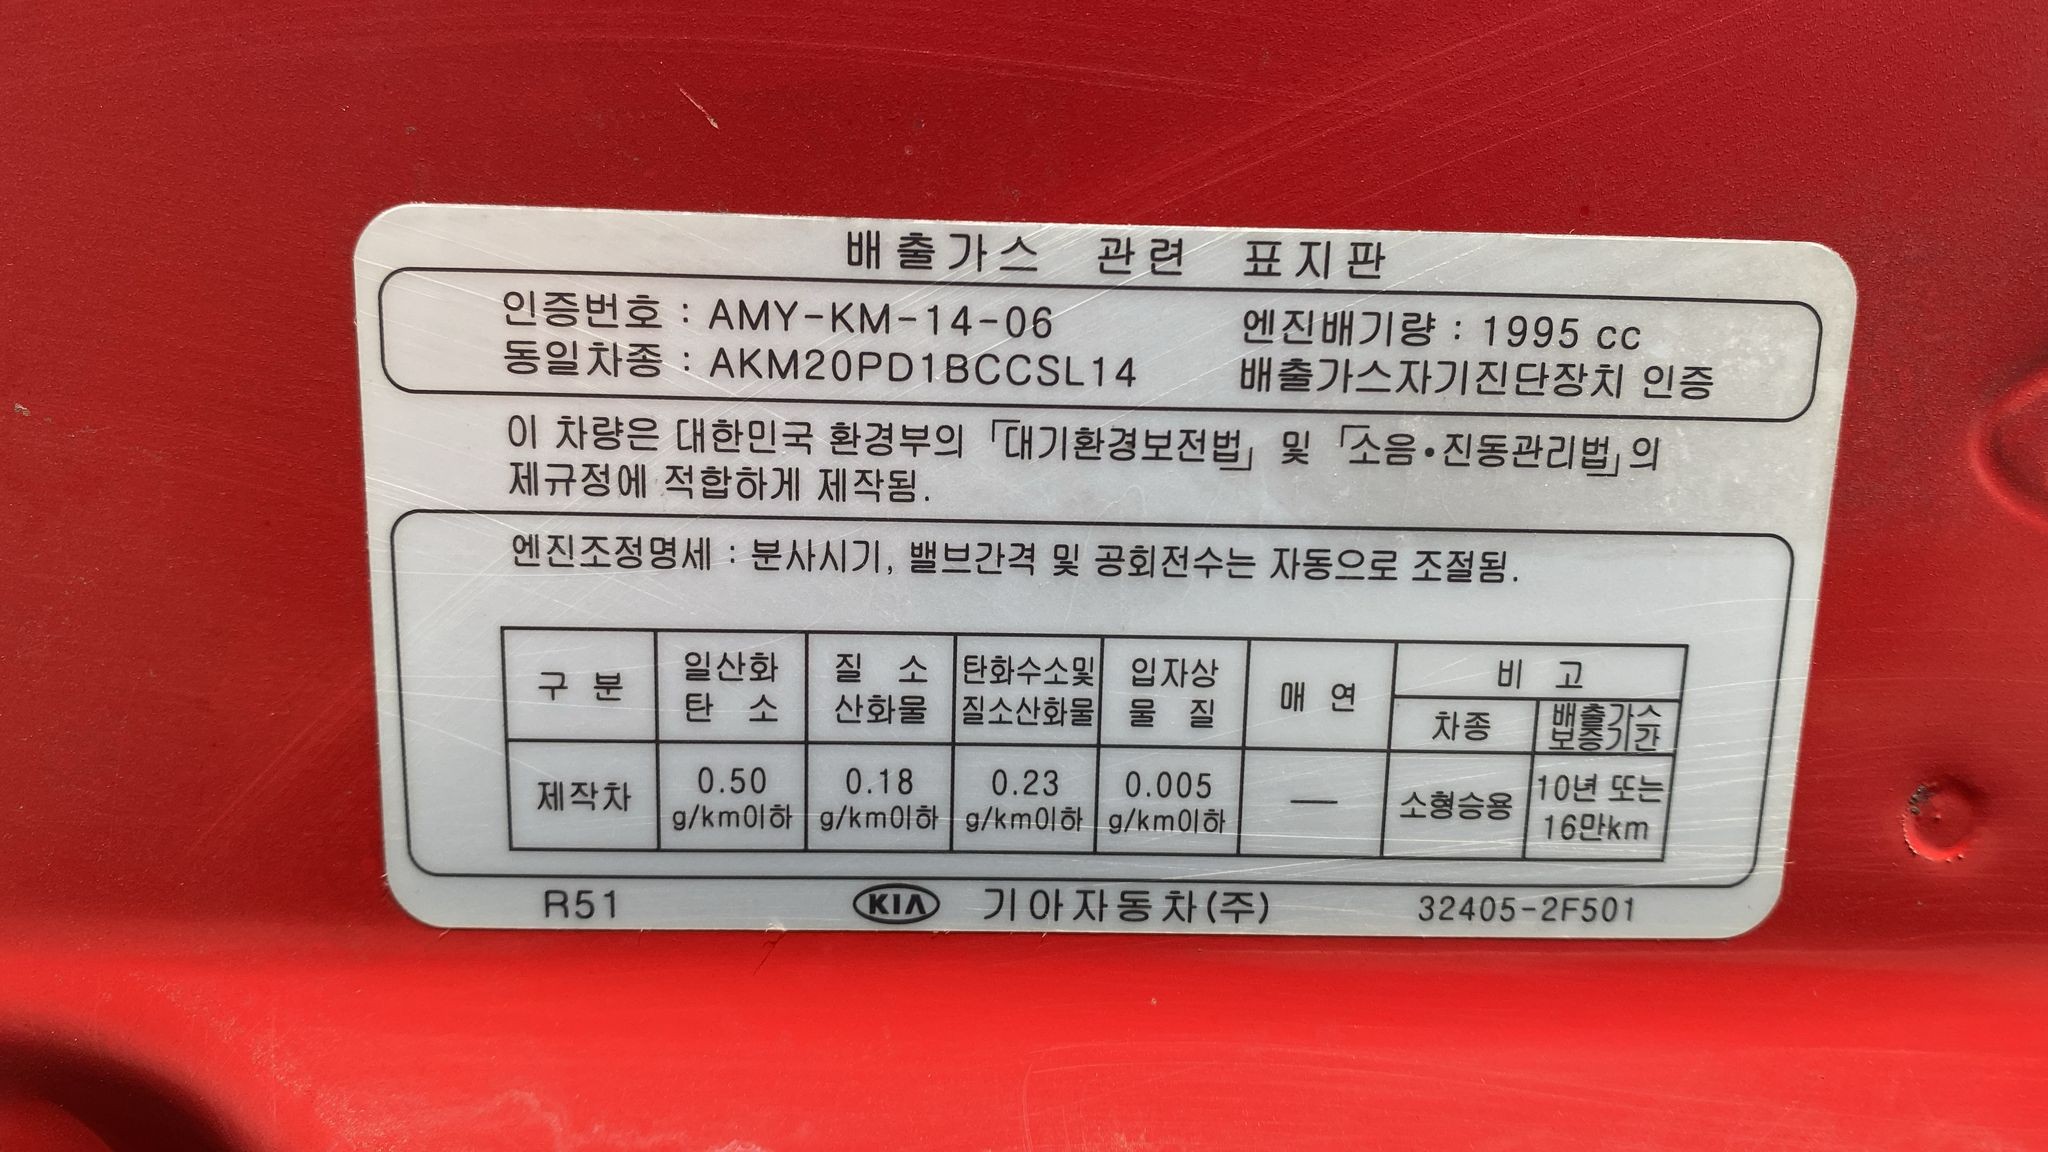 배출가스 관련 표지판
인증번호 : AMY-KM-14-06
동일차종 : AKM20PD1BCCSL14
엔진배기량 : 1995 cc
배출가스자기진단장치 인증
이 차량은 대한민국 환경부의 「대기환경보전법」 및 「소음•진동관리법」의
제규정에 적합하게 제작됨.
엔진조정명세 : 분사시기, 밸브간격 및 공회전수는 자동으로 조절됨.
구 분
일산화
탄 소
질 소
산화물
탄화수소및
질소산화물
입자상
물 질
매 연
비 고
차종
배출가스
보증기간
제작차
0.50
g/km이하
0.18
g/km이하
0.23
g/km이하
0.005
g/km이하
—
소형승용
10년 또는
16만km
R51
KIA 기아자동차(주)
32405-2F501